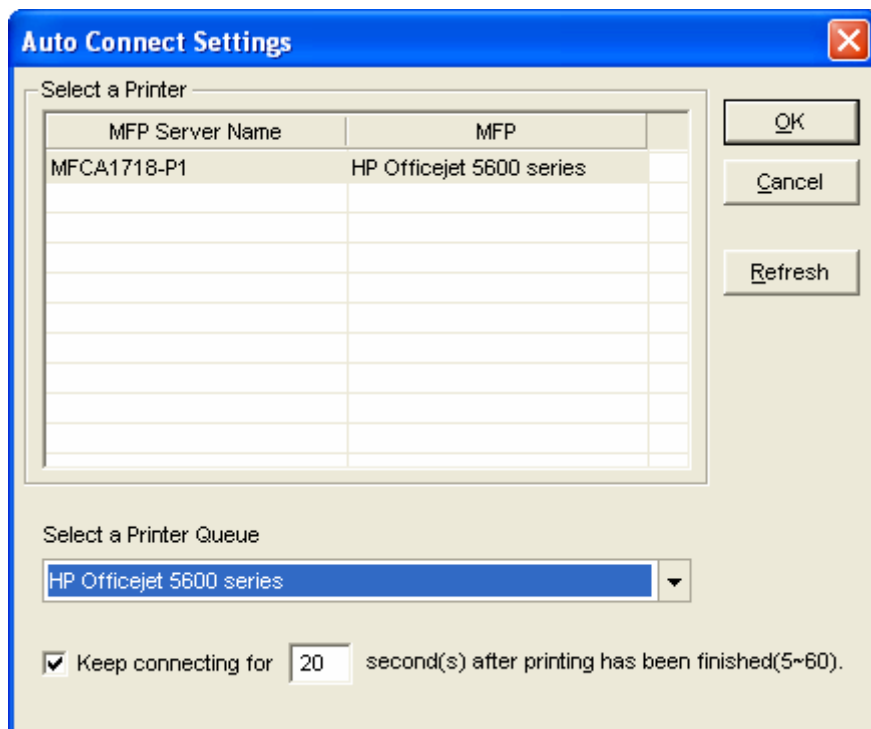 Auto Connect Settings
Select a Printer
MFP Server Name MFP
MFCA1718-P1 HP Officejet 5600 series
OK
Cancel
Refresh
Select a Printer Queue
HP Officejet 5600 series
Keep connecting for 20 second(s) after printing has been finished(5~60).